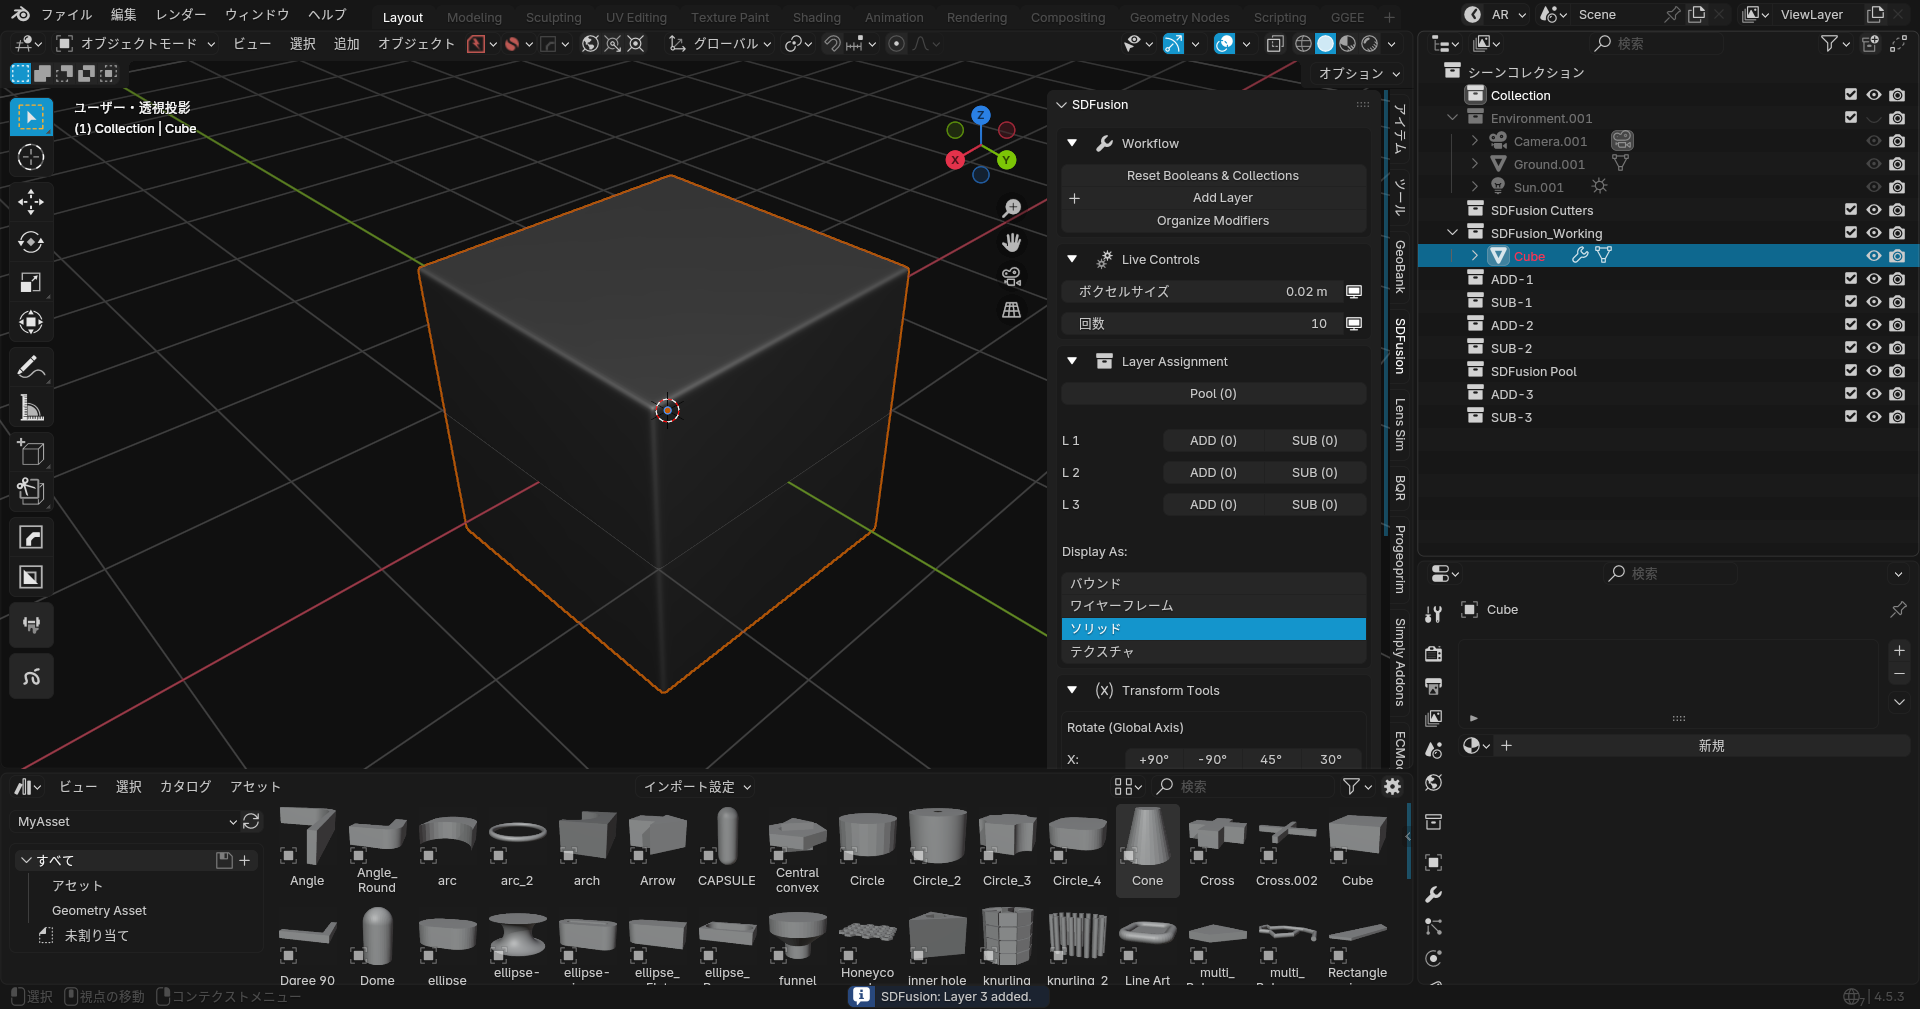 ファイル 編集 レンダー ウィンドウ ヘルプ Layout Modeling Sculpting UV Editing Texture Paint Shading Animation Rendering Compositing Geometry Nodes Scripting GGEE + AR Scene ViewLayer
オブジェクトモード ビュー 選択 追加 オブジェクト グローバル 検索
オプション
ユーザー・透視投影
(1) Collection | Cube
Z
X
Y
SDFusion
Workflow
Reset Booleans & Collections
Add Layer
Organize Modifiers
Live Controls
ボクセルサイズ 0.02 m
回数 10
Layer Assignment
Pool (0)
L 1 ADD (0) SUB (0)
L 2 ADD (0) SUB (0)
L 3 ADD (0) SUB (0)
Display As:
バウンド
ワイヤーフレーム
ソリッド
テクスチャ
Transform Tools
Rotate (Global Axis)
X: +90° -90° 45° 30°
アイテム
ツール
GeoBank
SDFusion
Lens Sim
BQR
Progeoprim
Simply Addons
シーンコレクション
Collection
Environment.001
Camera.001
Ground.001
Sun.001
SDFusion Cutters
SDFusion_Working
Cube
ADD-1
SUB-1
ADD-2
SUB-2
SDFusion Pool
ADD-3
SUB-3
検索
Cube
新規
ビュー 選択 カタログ アセット インポート設定 検索
MyAsset
すべて
アセット
Geometry Asset
未割り当て
Angle Angle_Round arc arc_2 arch Arrow CAPSULE Central convex Circle Circle_2 Circle_3 Circle_4 Cone Cross Cross.002 Cube
Dgree 90 Dome ellipse ellipse- ellipse- ellipse_ ellipse_ funnel Honeyco inner hole knurling knurling_2 Line Art multi_ multi_ Rectangle
選択 視点の移動 コンテクストメニュー SDFusion: Layer 3 added. 4.5.3